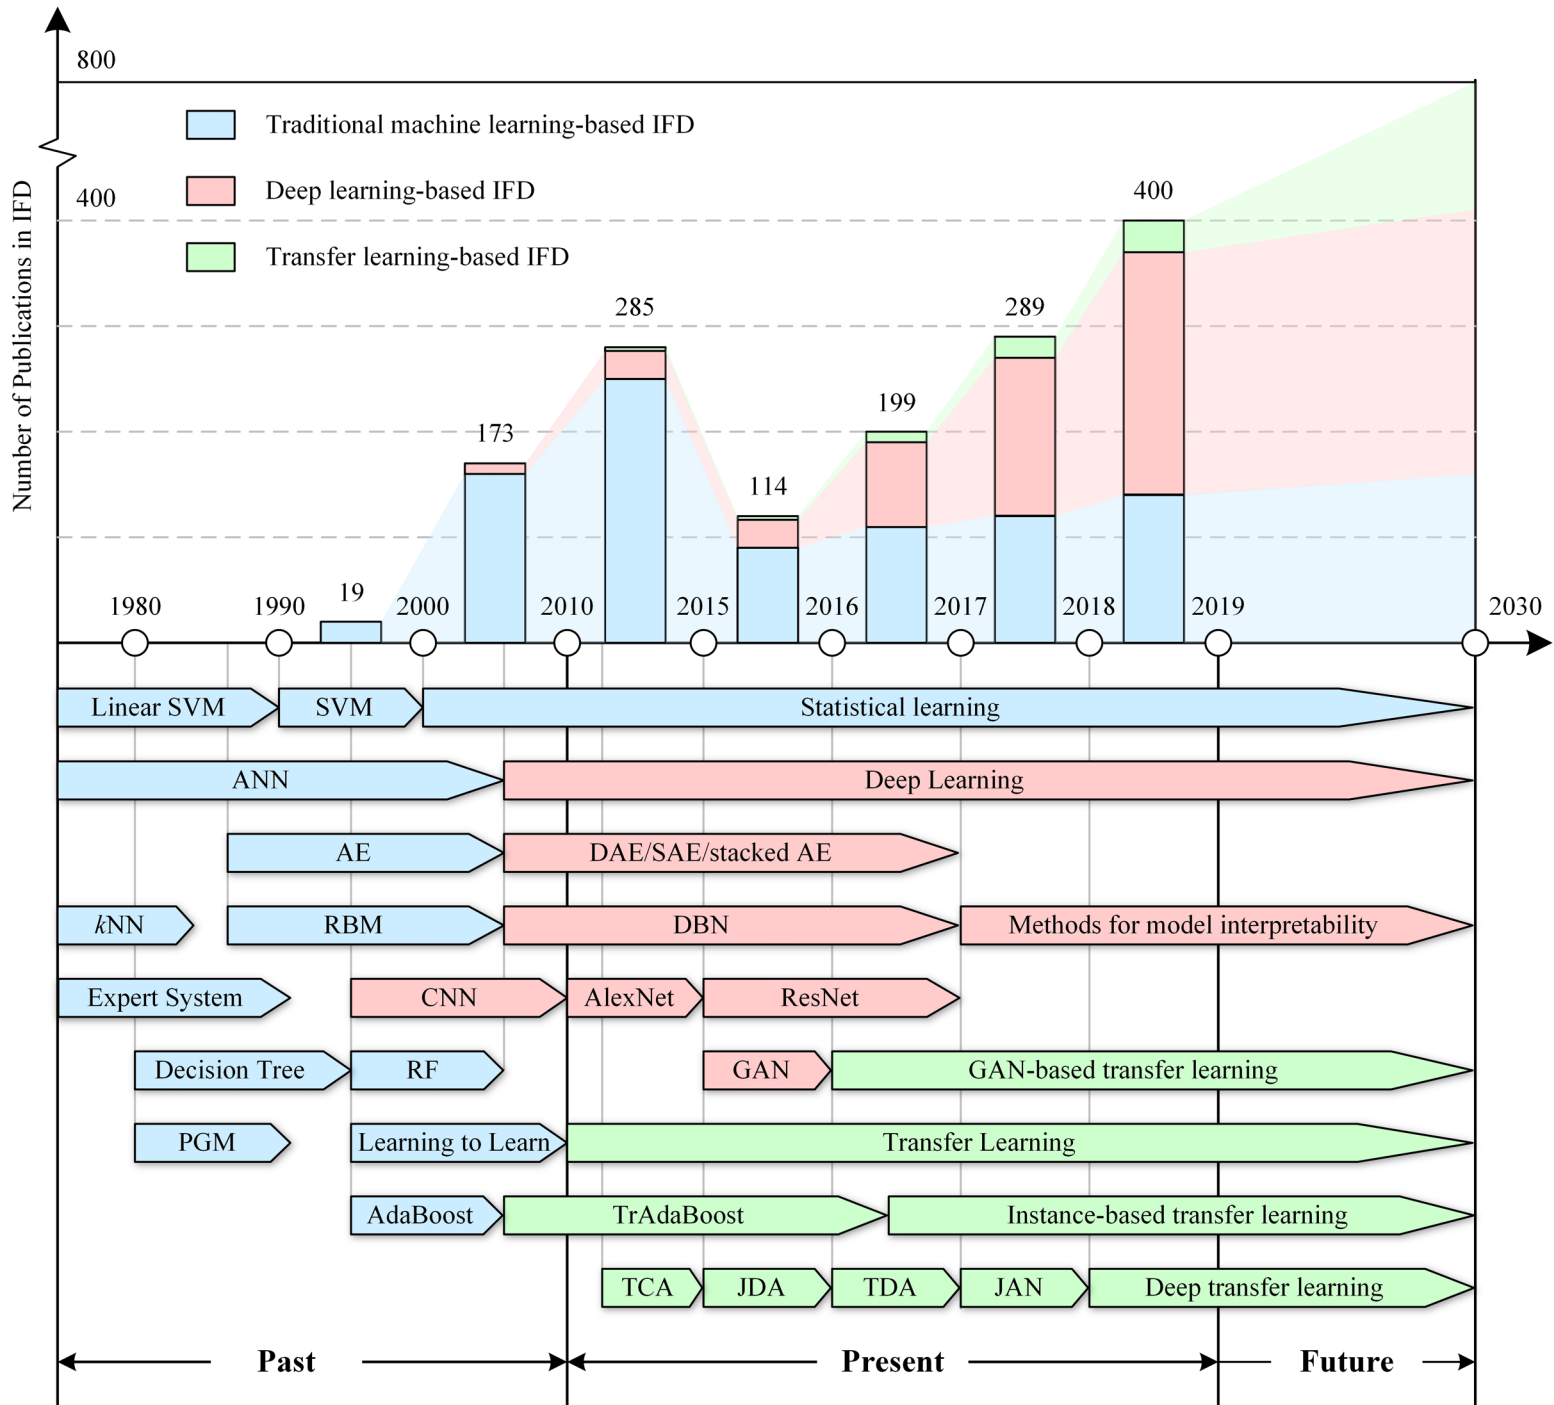 800
Traditional machine learning-based IFD
Deep learning-based IFD
Transfer learning-based IFD
400
Number of Publications in IFD
400
285
289
173
199
114
19
1980
1990
2000
2010
2015
2016
2017
2018
2019
2030
Linear SVM
SVM
Statistical learning
ANN
Deep Learning
AE
DAE/SAE/stacked AE
kNN
RBM
DBN
Methods for model interpretability
Expert System
CNN
AlexNet
ResNet
Decision Tree
RF
GAN
GAN-based transfer learning
PGM
Learning to Learn
Transfer Learning
AdaBoost
TrAdaBoost
Instance-based transfer learning
TCA
JDA
TDA
JAN
Deep transfer learning
Past
Present
Future